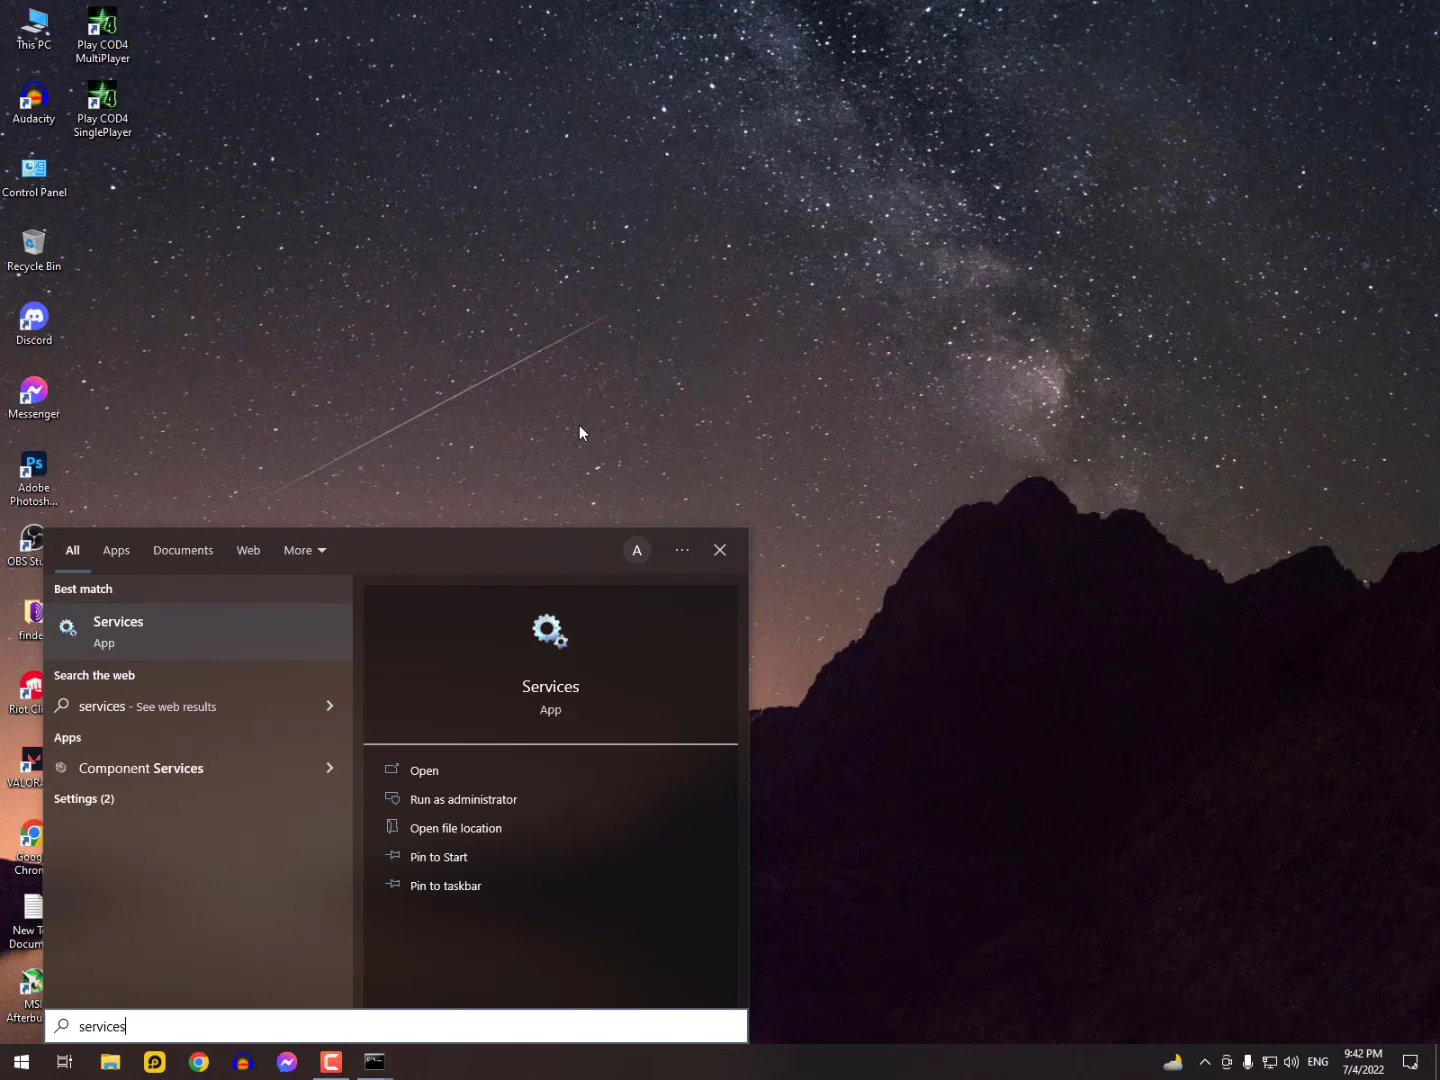 This PC
Play COD4
MultiPlayer
Audacity
Play COD4
SinglePlayer
Control Panel
Recycle Bin
Discord
Messenger
Ps
Adobe
Photosh...
OBS Stu
finde
Riot Cli
VALORA
Goog
Chrom
New T
Docum
MSI
Afterbu
All
Apps
Documents
Web
More
A
Best match
Services
App
Search the web
services - See web results
Apps
Component Services
Settings (2)
Services
App
Open
Run as administrator
Open file location
Pin to Start
Pin to taskbar
services
ENG
9:42 PM
7/4/2022